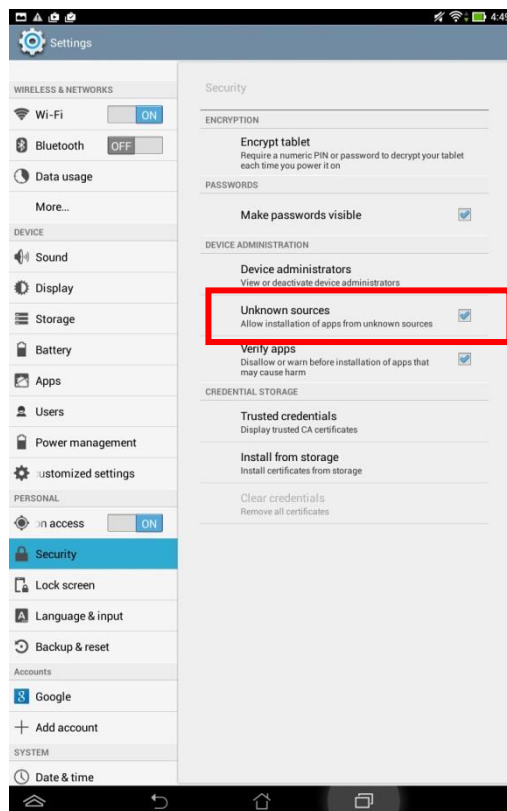 4:49
Settings
WIRELESS & NETWORKS
Wi-Fi
ON
Bluetooth
OFF
Data usage
More...
DEVICE
Sound
Display
Storage
Battery
Apps
Users
Power management
ustomized settings
PERSONAL
on access
ON
Security
Lock screen
A
Language & input
Backup & reset
Accounts
8
Google
Add account
SYSTEM
Date & time
Security
ENCRYPTION
Encrypt tablet
Require a numeric PIN or password to decrypt your tablet
each time you power it on
PASSWORDS
Make passwords visible
DEVICE ADMINISTRATION
Device administrators
View or deactivate device administrators
Unknown sources
Allow installation of apps from unknown sources
Verify apps
Disallow or warn before installation of apps that
may cause harm
CREDENTIAL STORAGE
Trusted credentials
Display trusted CA certificates
Install from storage
Install certificates from storage
Clear credentials
Remove all certificates